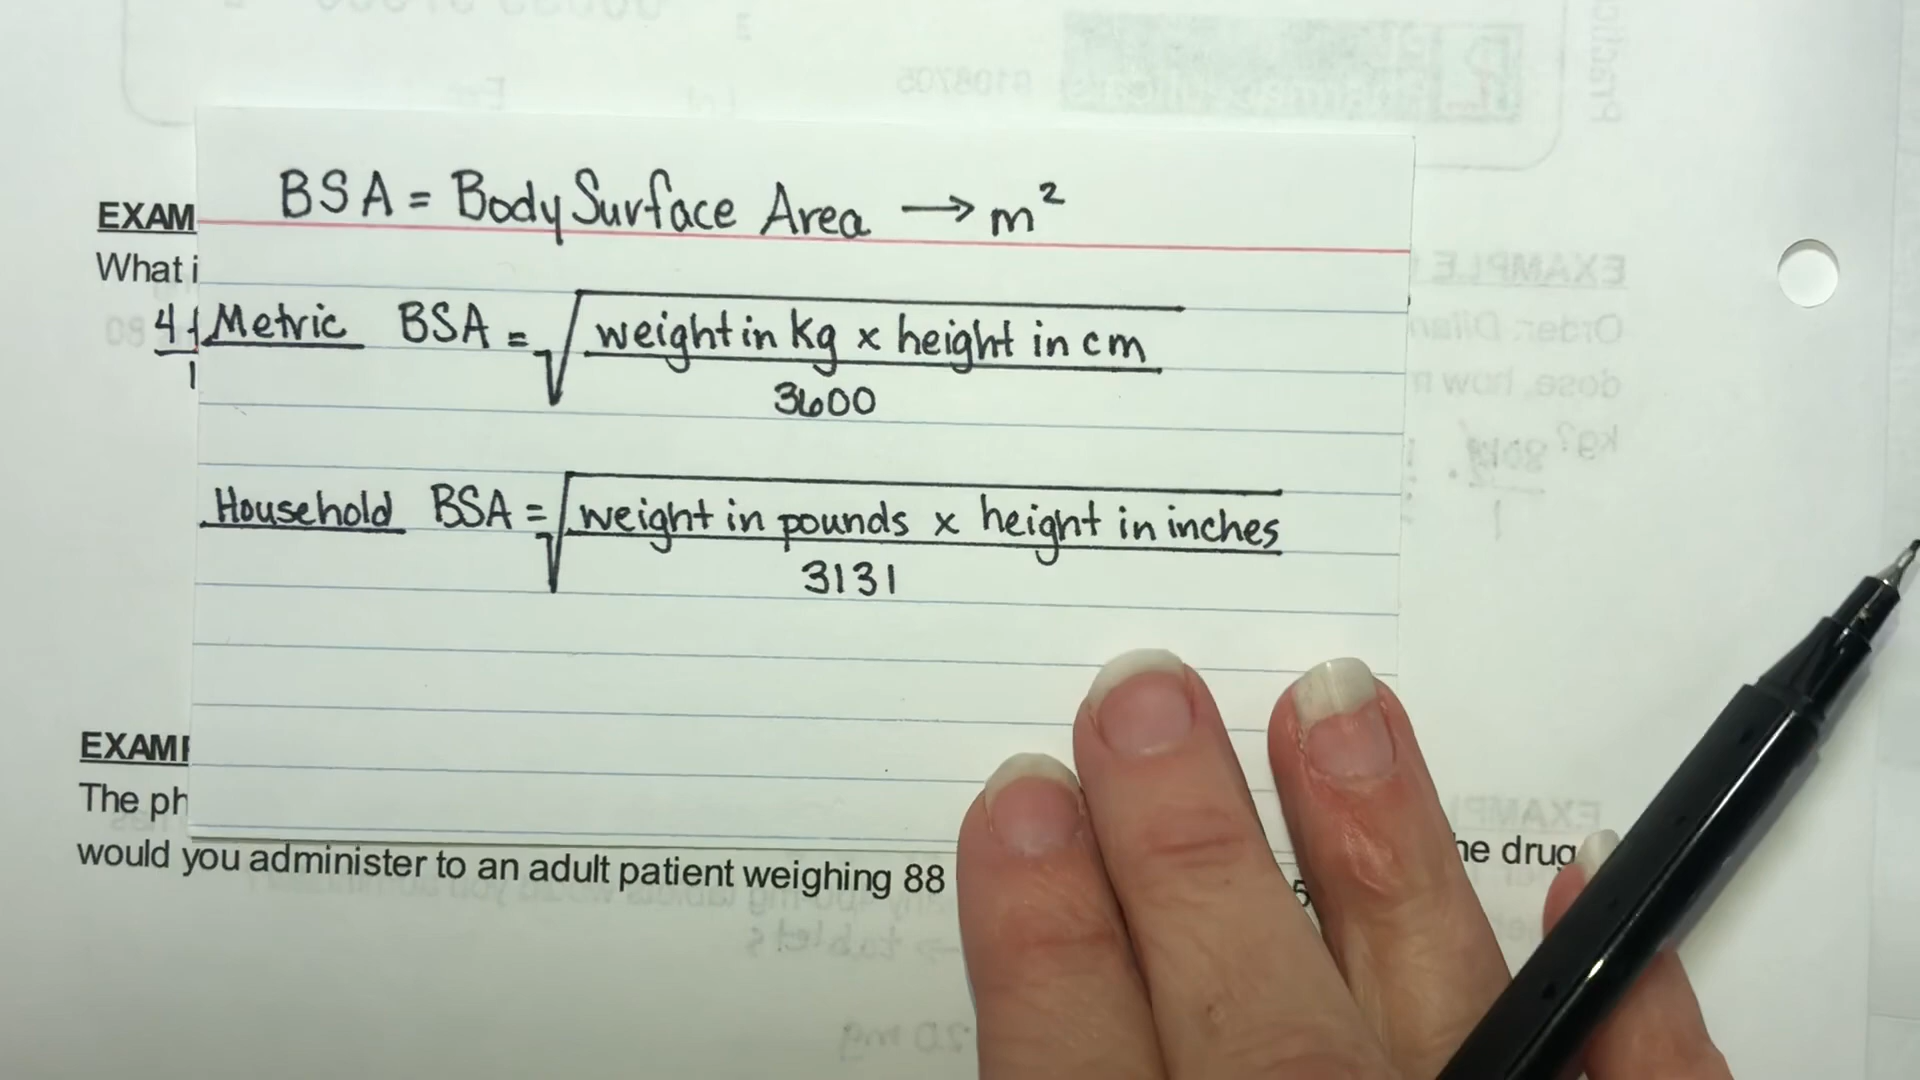 BSA = Body Surface Area → m²
EXAM
What i
4
1
Metric BSA = √ weight in kg x height in cm
3600
Household BSA = √ weight in pounds x height in inches
3131
EXAM
The ph
he drug
would you administer to an adult patient weighing 88
5